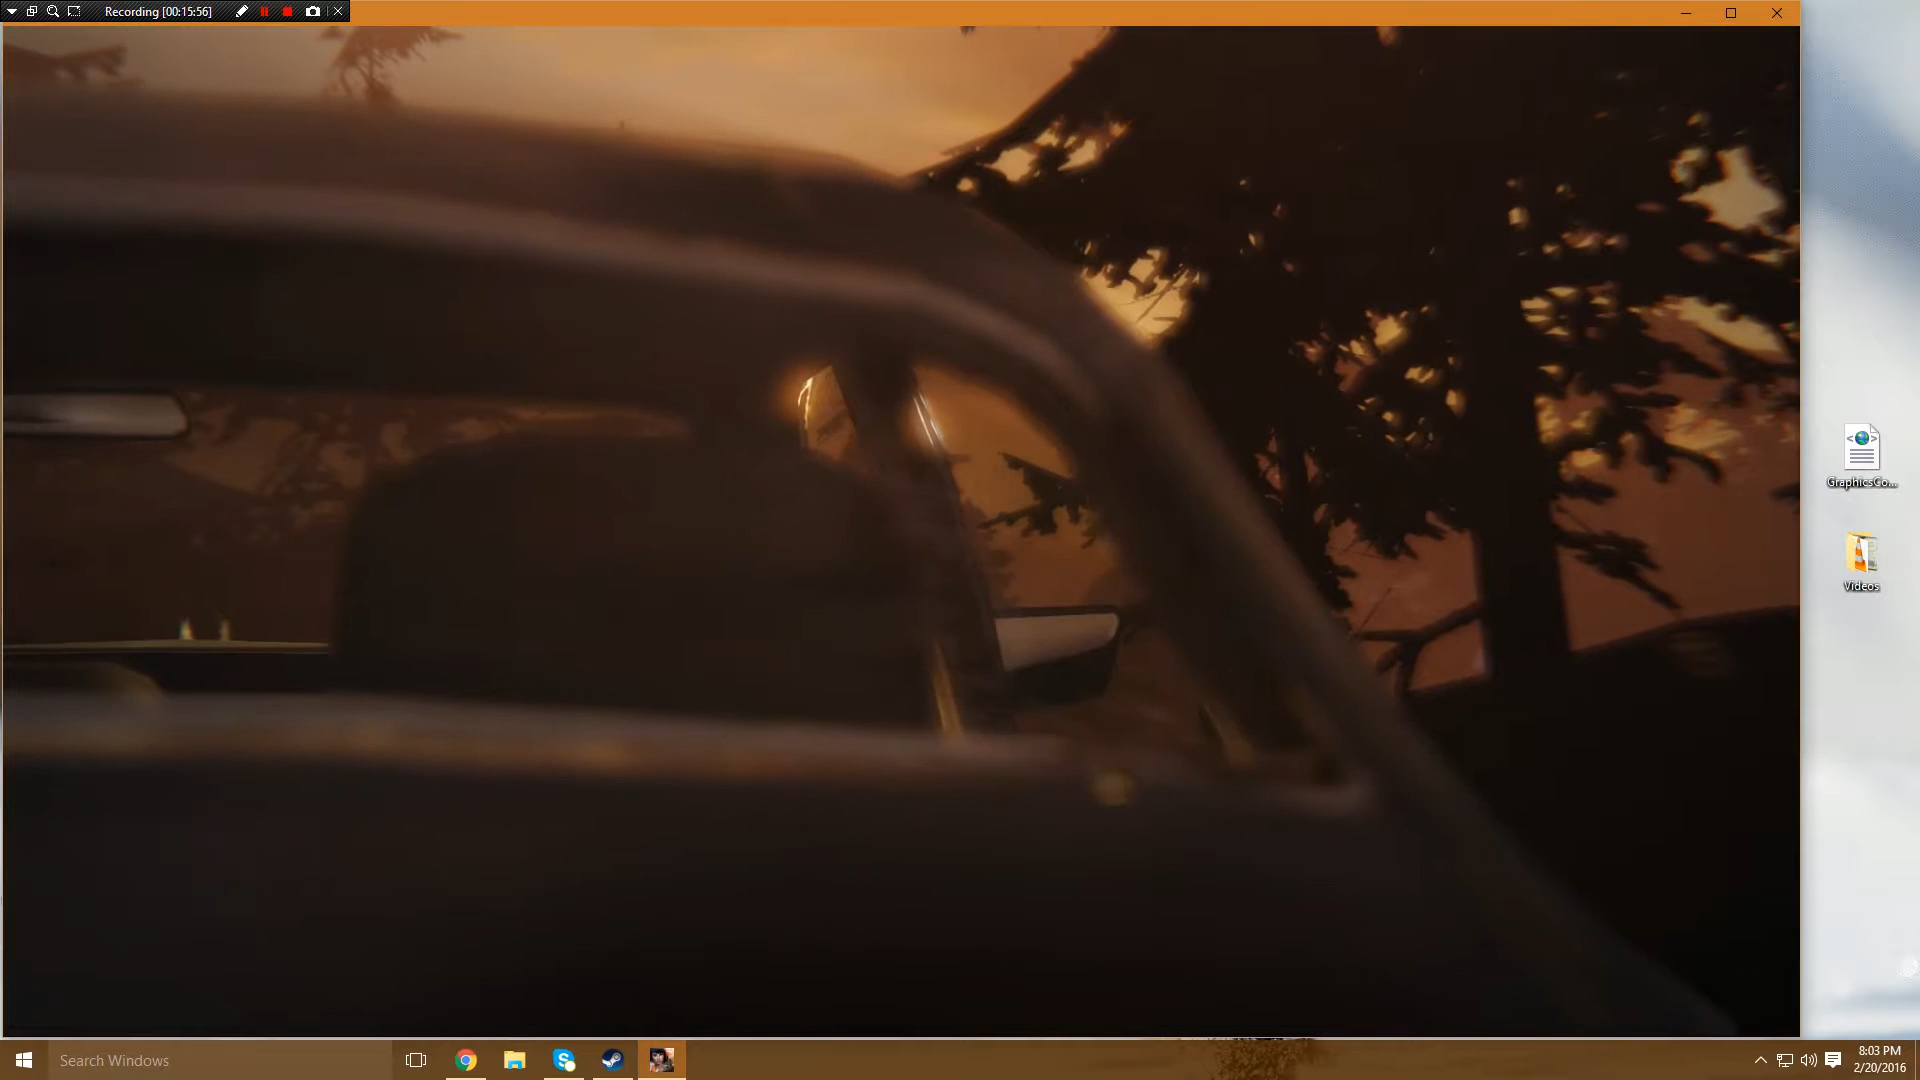 Recording [00:15:56]
GraphicsCo...
Videos
Search Windows
8:03 PM
2/20/2016